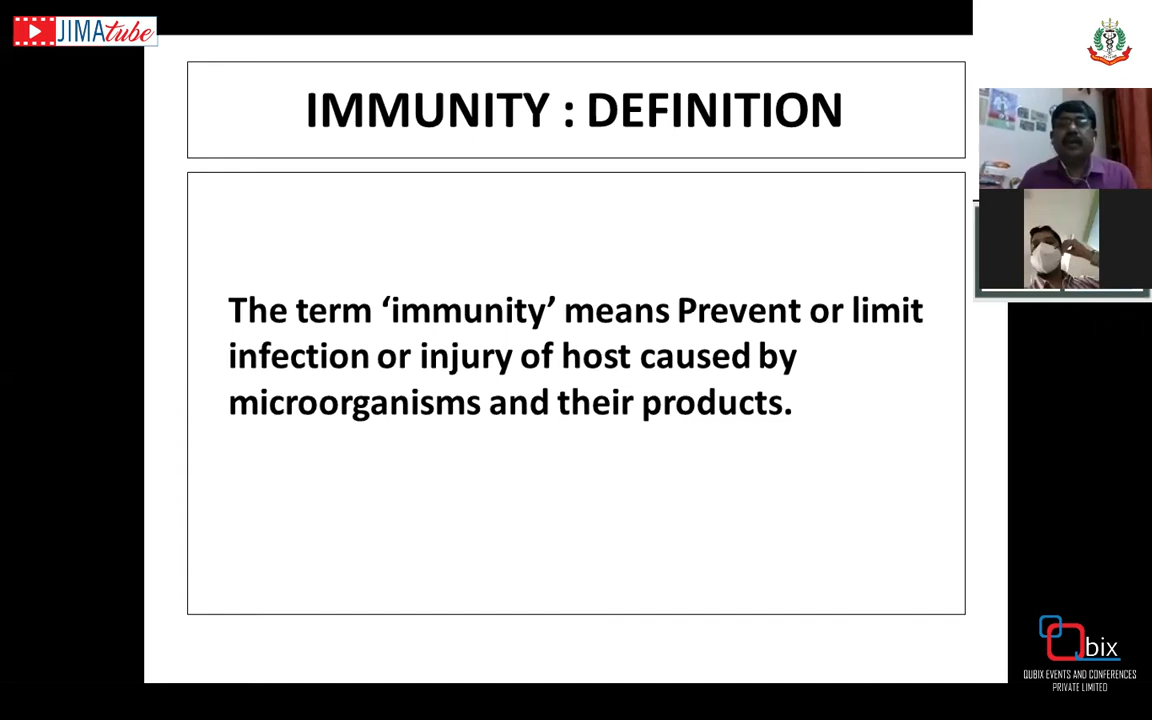 JIMAtube
IMMUNITY : DEFINITION
The term ‘immunity’ means Prevent or limit
infection or injury of host caused by
microorganisms and their products.
Qbix
QUBIX EVENTS AND CONFERENCES
PRIVATE LIMITED